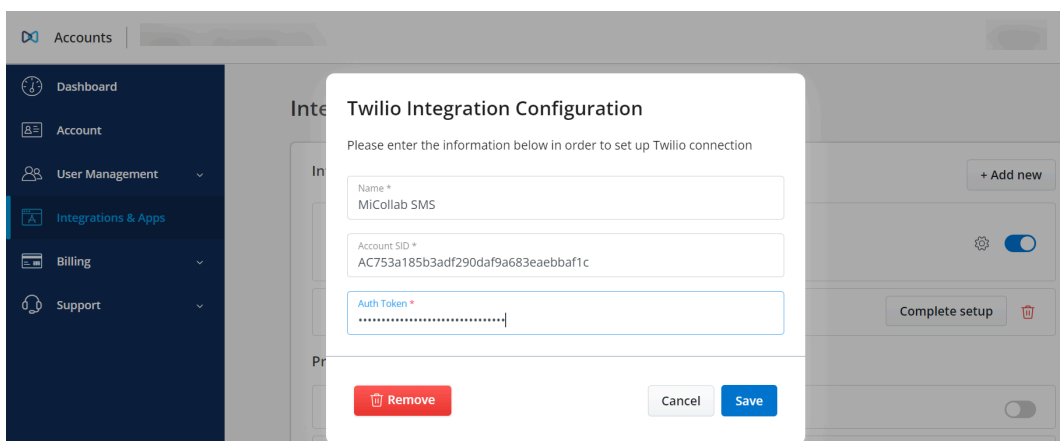 Accounts
Dashboard
Account
User Management
Integrations & Apps
Billing
Support
Inte
In
+ Add new
Complete setup
Pr
Twilio Integration Configuration
Please enter the information below in order to set up Twilio connection
Name *
MiCollab SMS
Account SID *
AC753a185b3adf290daf9a683eaebbaf1c
Auth Token *
••••••••••••••••••••••••••••••••
Remove
Cancel
Save